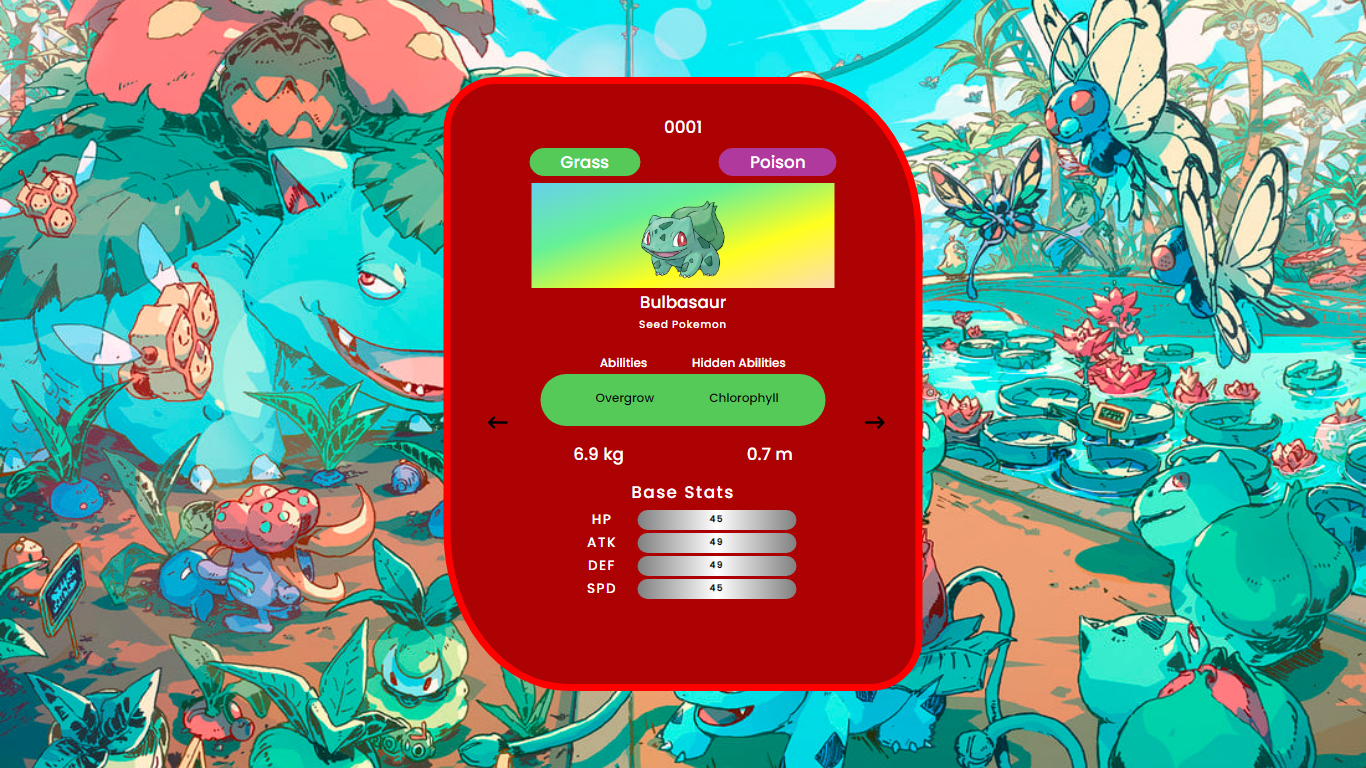 0001
Grass Poison
Bulbasaur
Seed Pokemon
Abilities Hidden Abilities
Overgrow Chlorophyll
← →
6.9 kg 0.7 m
Base Stats
HP 45
ATK 49
DEF 49
SPD 45